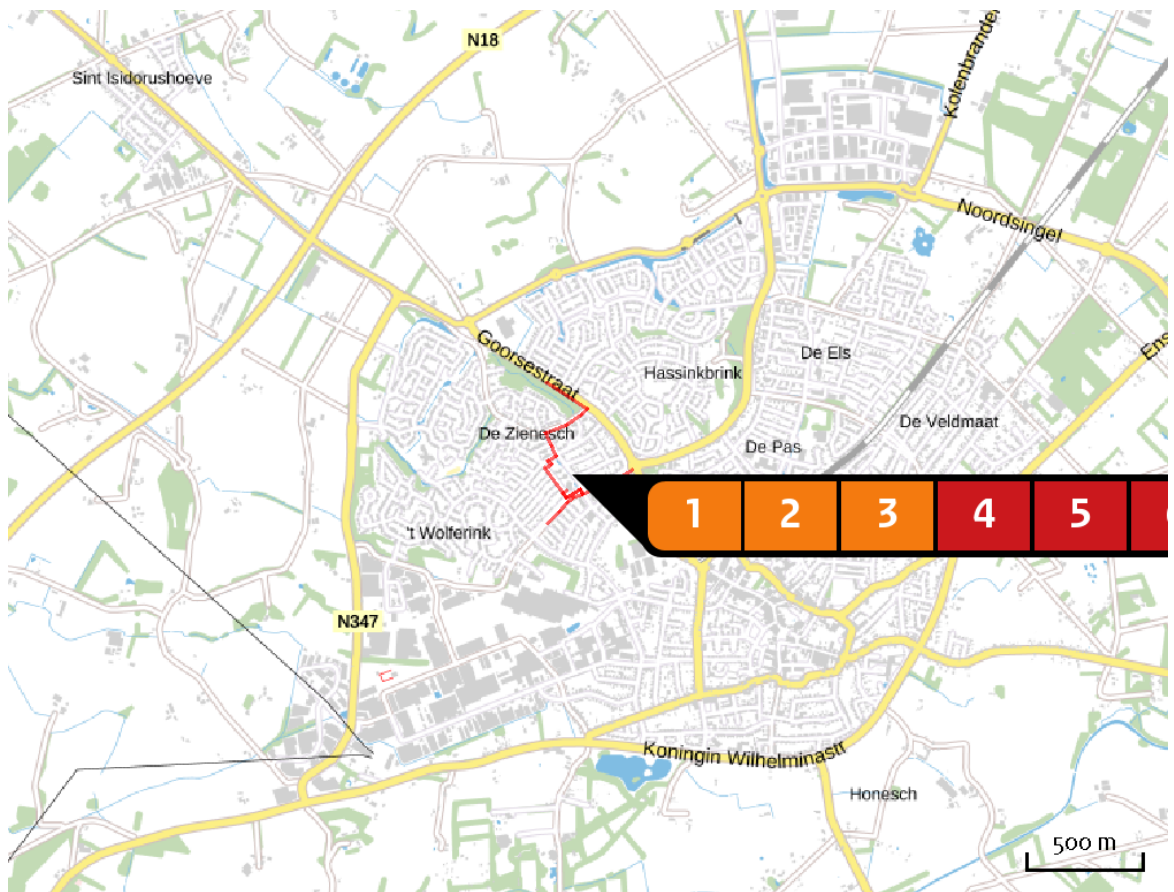 N18
Sint Isidorushoeve
Kolenbrander
Noordsingel
Goorsestraat
De Els
Hassinkbrink
Ens
De Veldmaat
De Zienesch
De Pas
1 2 3 4 5
't Wolferink
N347
Koningin Wilhelminastr
Honesch
500 m